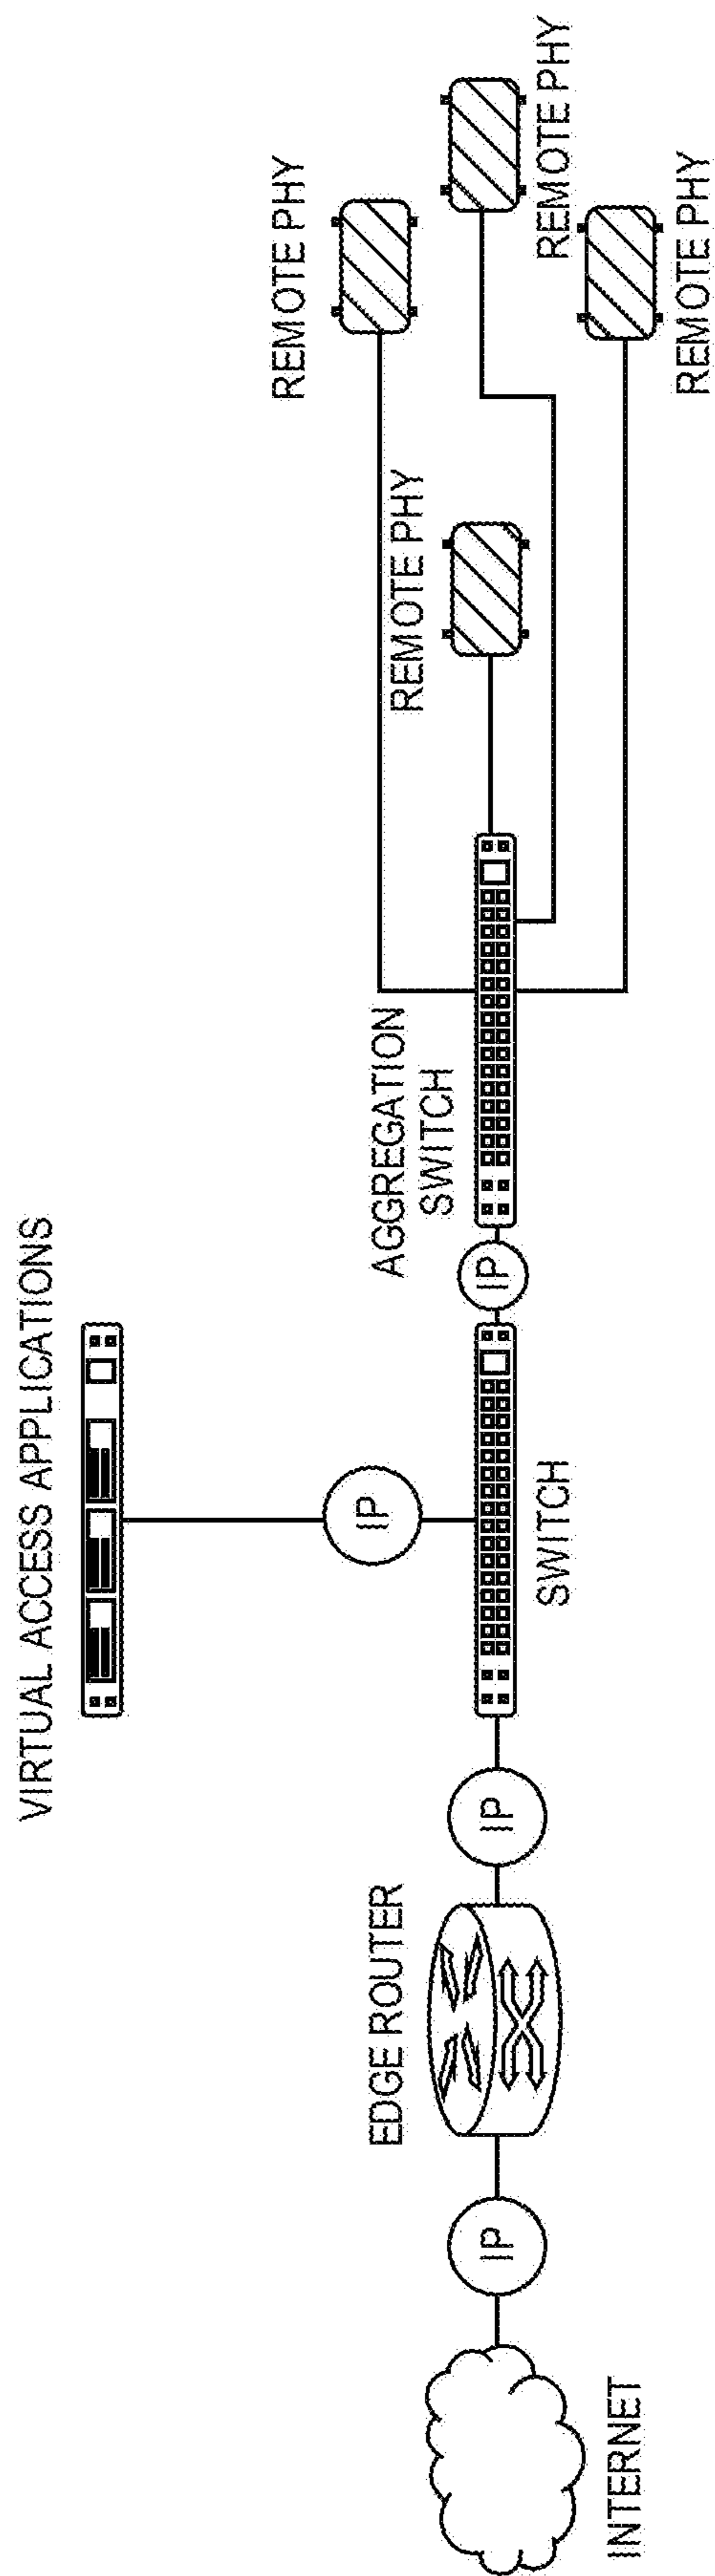 VIRTUAL ACCESS APPLICATIONS
REMOTE PHY
IP
REMOTE PHY
REMOTE PHY
EDGE ROUTER
AGGREGATION
SWITCH
IP
IP
IP
REMOTE PHY
INTERNET
SWITCH